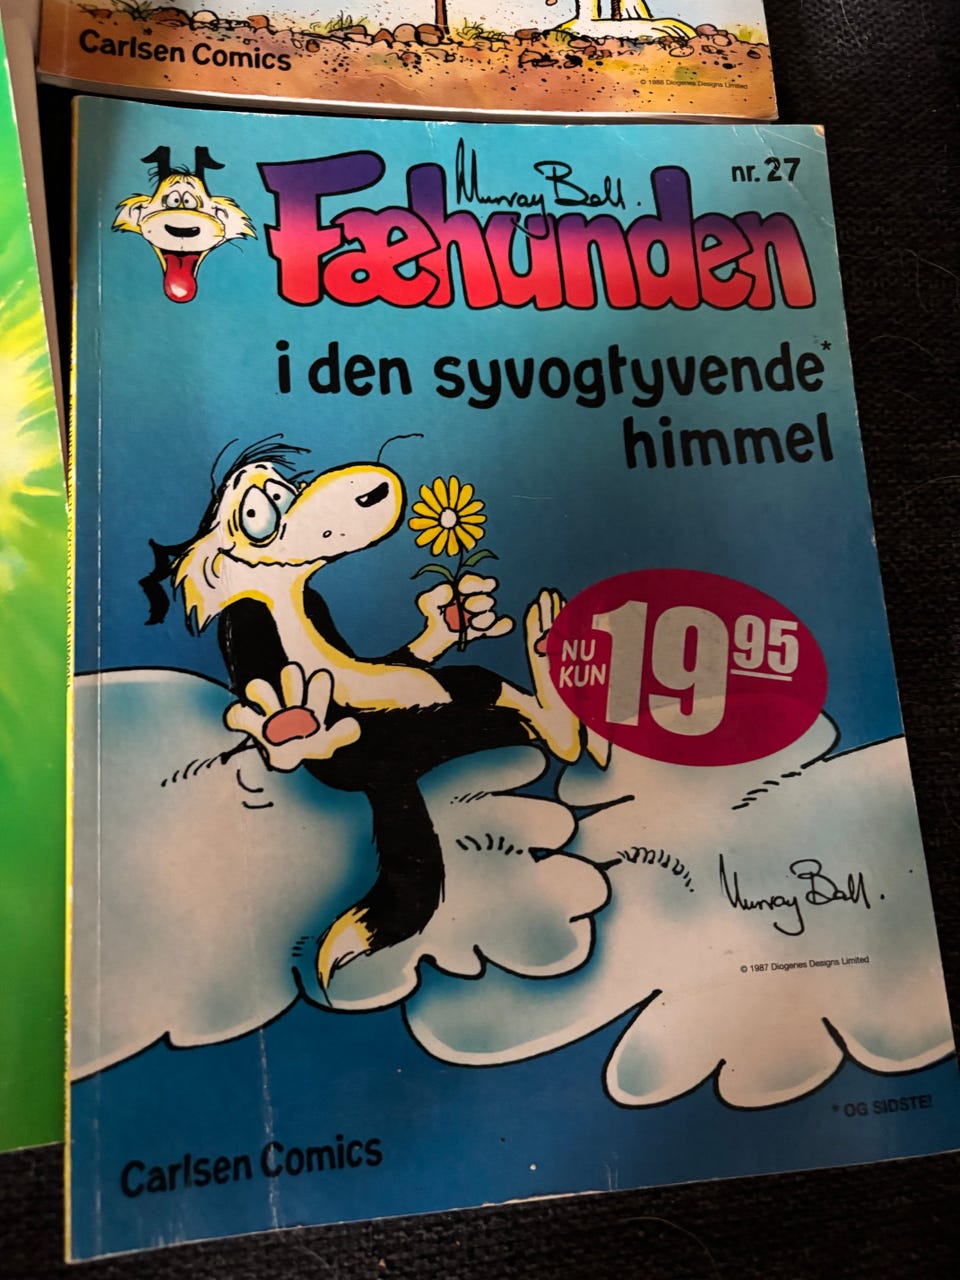 Carlsen Comics
© 1988 Diogenes Designs Limited
Murray Ball.
nr. 27
Fæhunden
i den syvogtyvende*
himmel
NU
KUN
19 95
Murray Ball.
© 1987 Diogenes Designs Limited
* OG SIDSTE!
Carlsen Comics